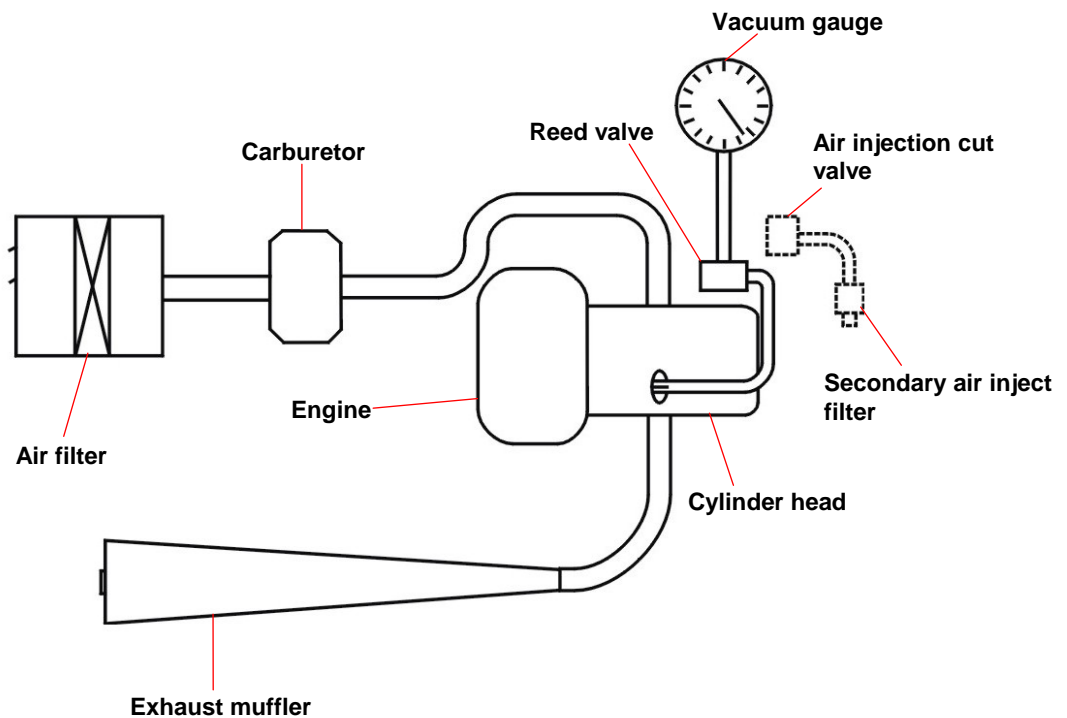 Vacuum gauge
Reed valve
Air injection cut
valve
Carburetor
Engine
Secondary air inject
filter
Air filter
Cylinder head
Exhaust muffler